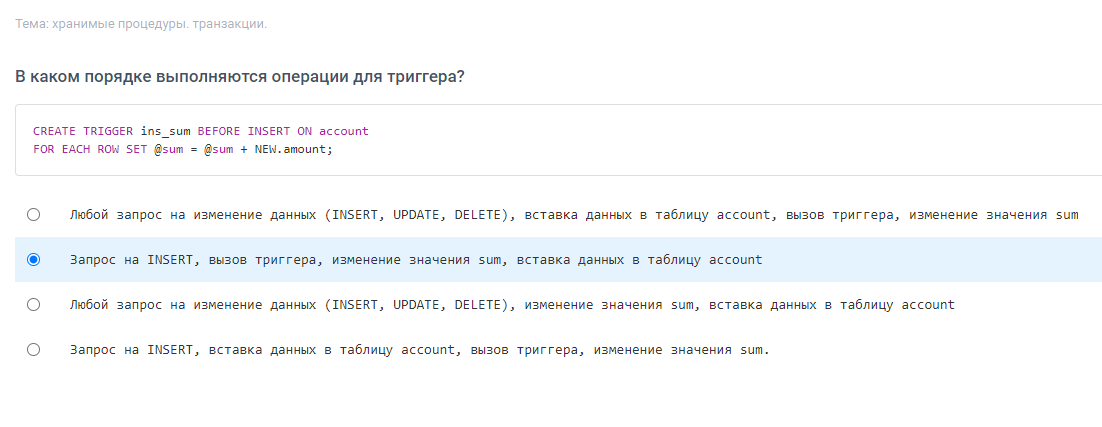 Тема: хранимые процедуры. транзакции.
В каком порядке выполняются операции для триггера?
CREATE TRIGGER ins_sum BEFORE INSERT ON account
FOR EACH ROW SET @sum = @sum + NEW.amount;
Любой запрос на изменение данных (INSERT, UPDATE, DELETE), вставка данных в таблицу account, вызов триггера, изменение значения sum
Запрос на INSERT, вызов триггера, изменение значения sum, вставка данных в таблицу account
Любой запрос на изменение данных (INSERT, UPDATE, DELETE), изменение значения sum, вставка данных в таблицу account
Запрос на INSERT, вставка данных в таблицу account, вызов триггера, изменение значения sum.